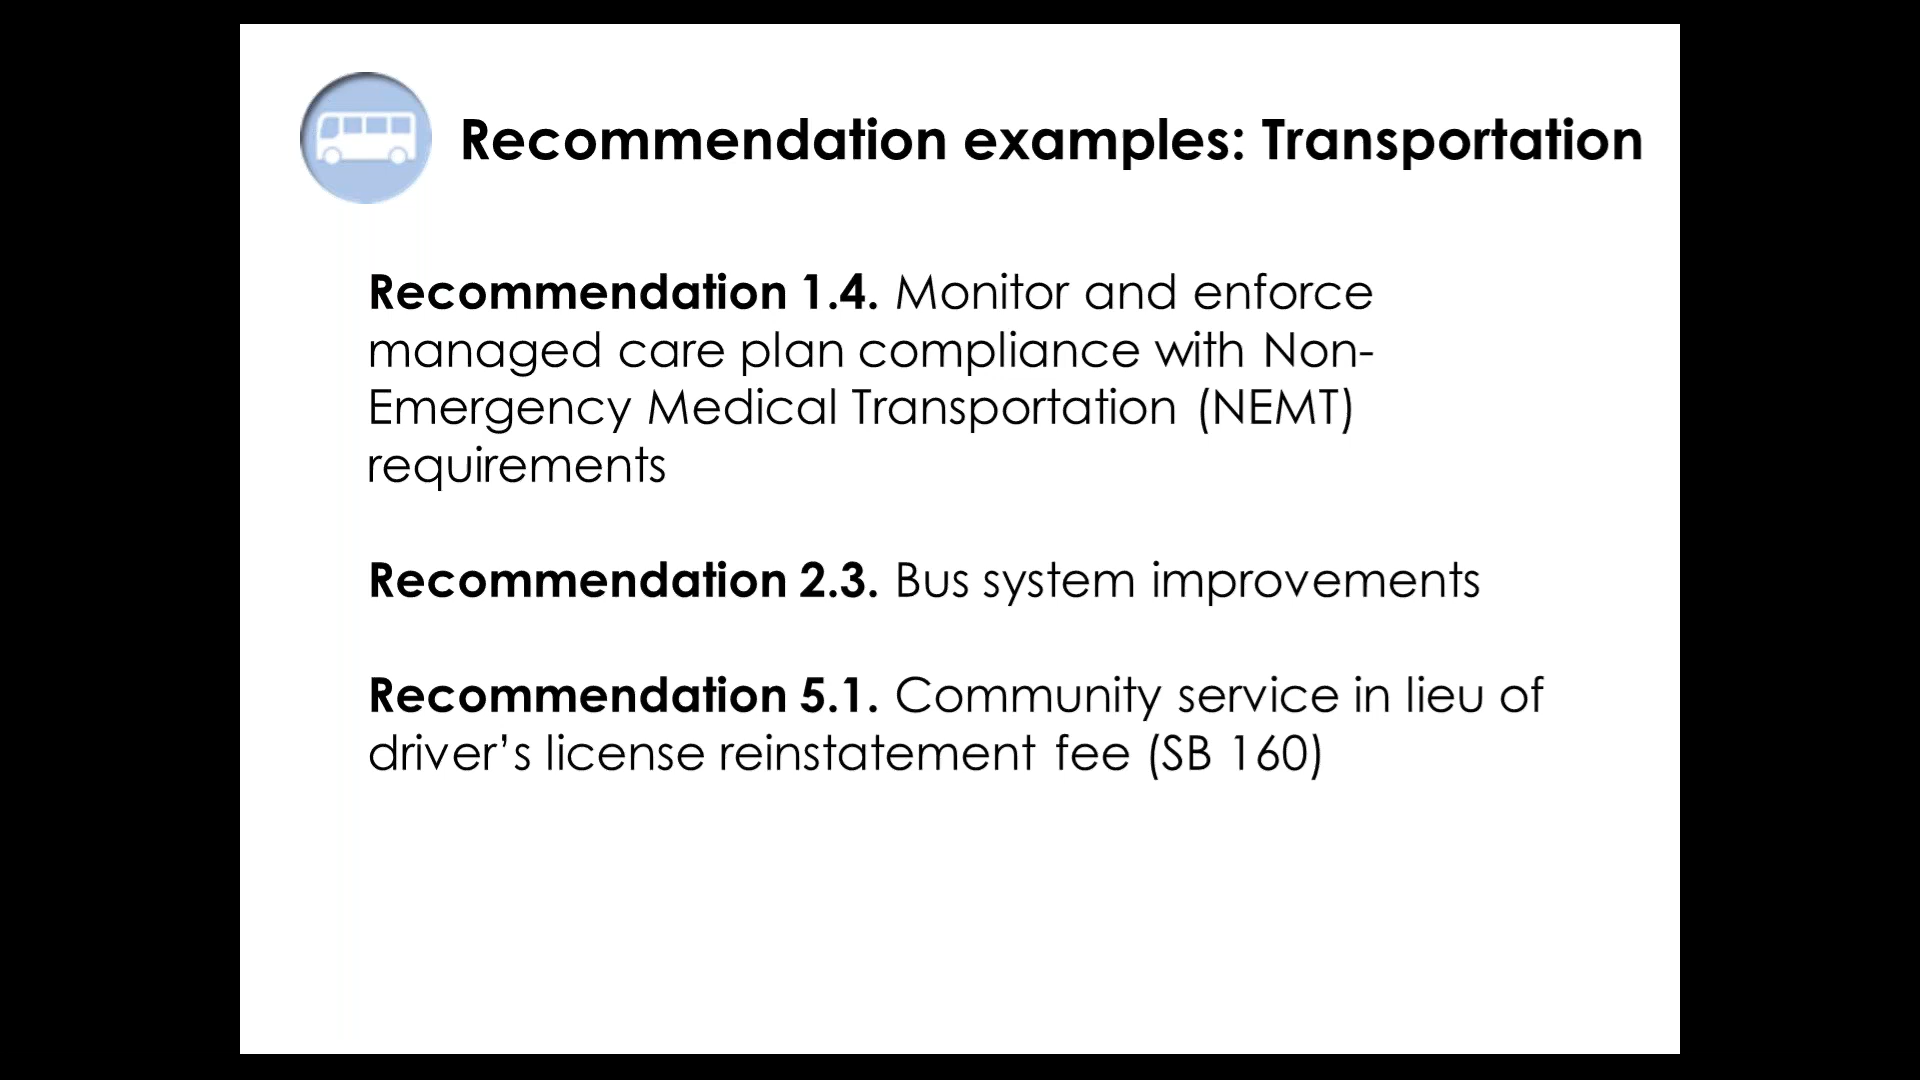 Recommendation examples: Transportation
Recommendation 1.4. Monitor and enforce
managed care plan compliance with Non-
Emergency Medical Transportation (NEMT)
requirements
Recommendation 2.3. Bus system improvements
Recommendation 5.1. Community service in lieu of
driver’s license reinstatement fee (SB 160)